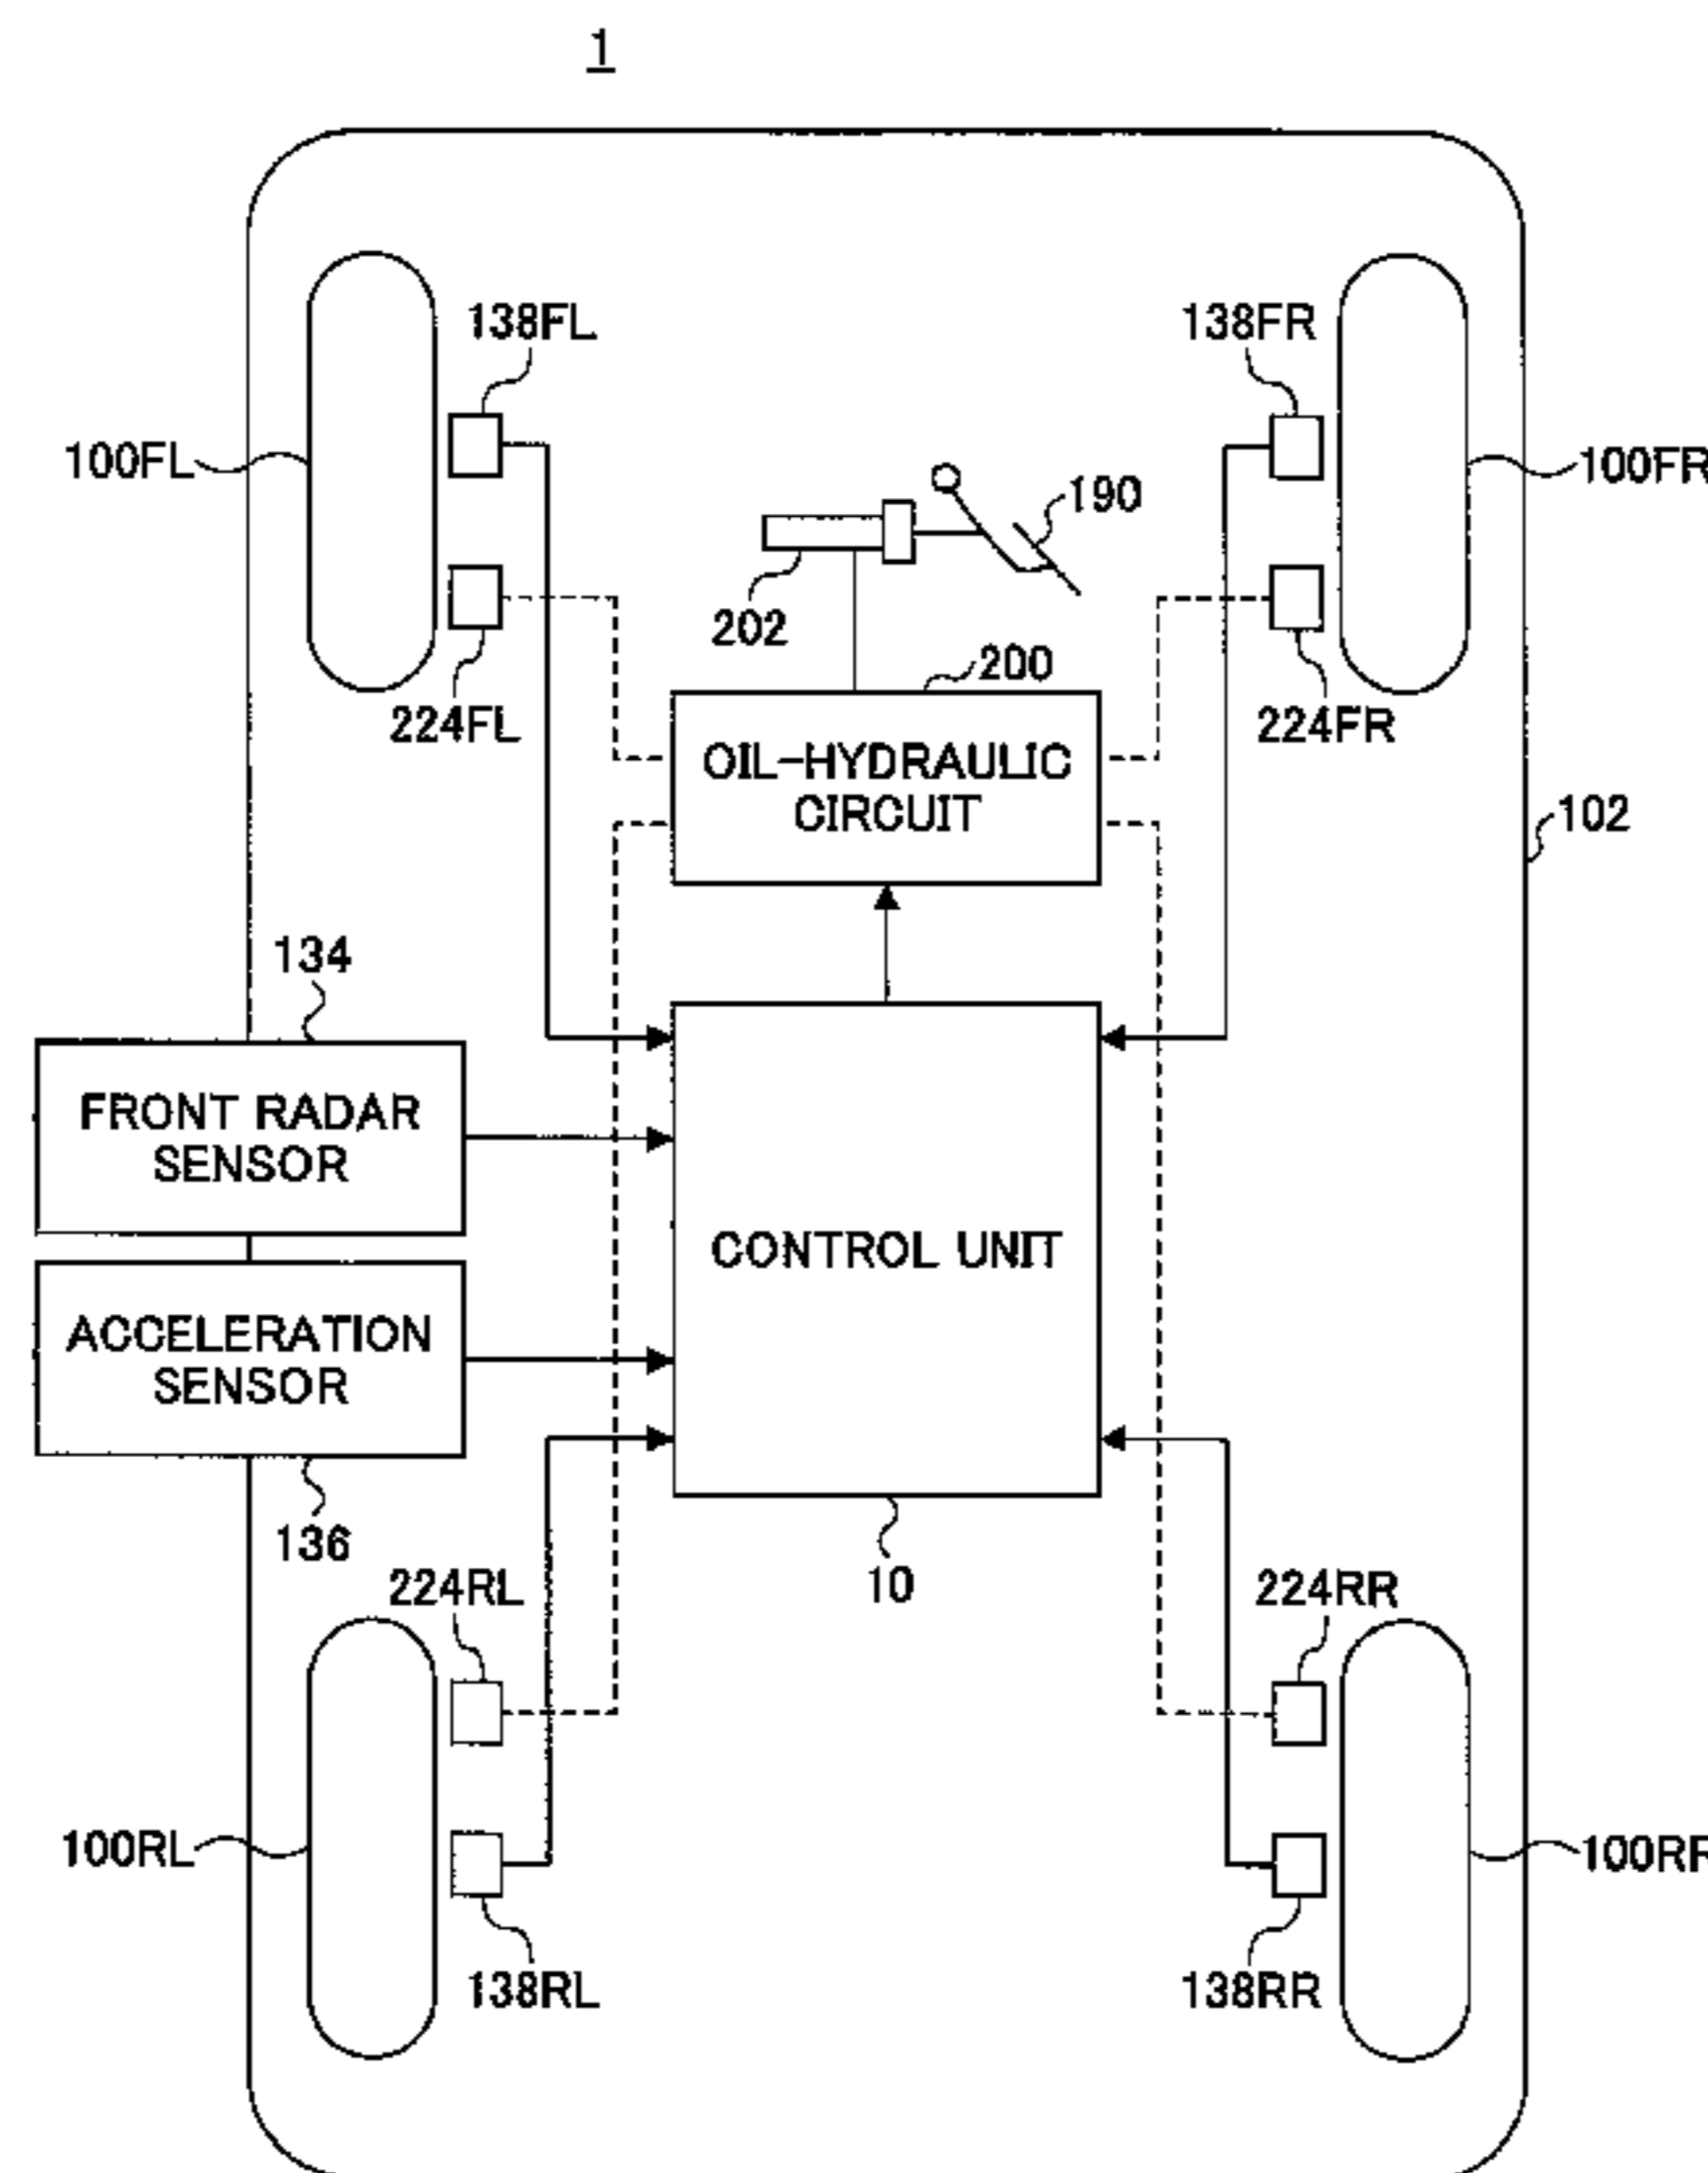 1
138FL
138FR
100FL
100FR
190
202
200
224FL
224FR
OIL-HYDRAULIC
CIRCUIT
102
134
FRONT RADAR
SENSOR
CONTROL UNIT
ACCELERATION
SENSOR
136
10
224RL
224RR
100RL
100RR
138RL
138RR